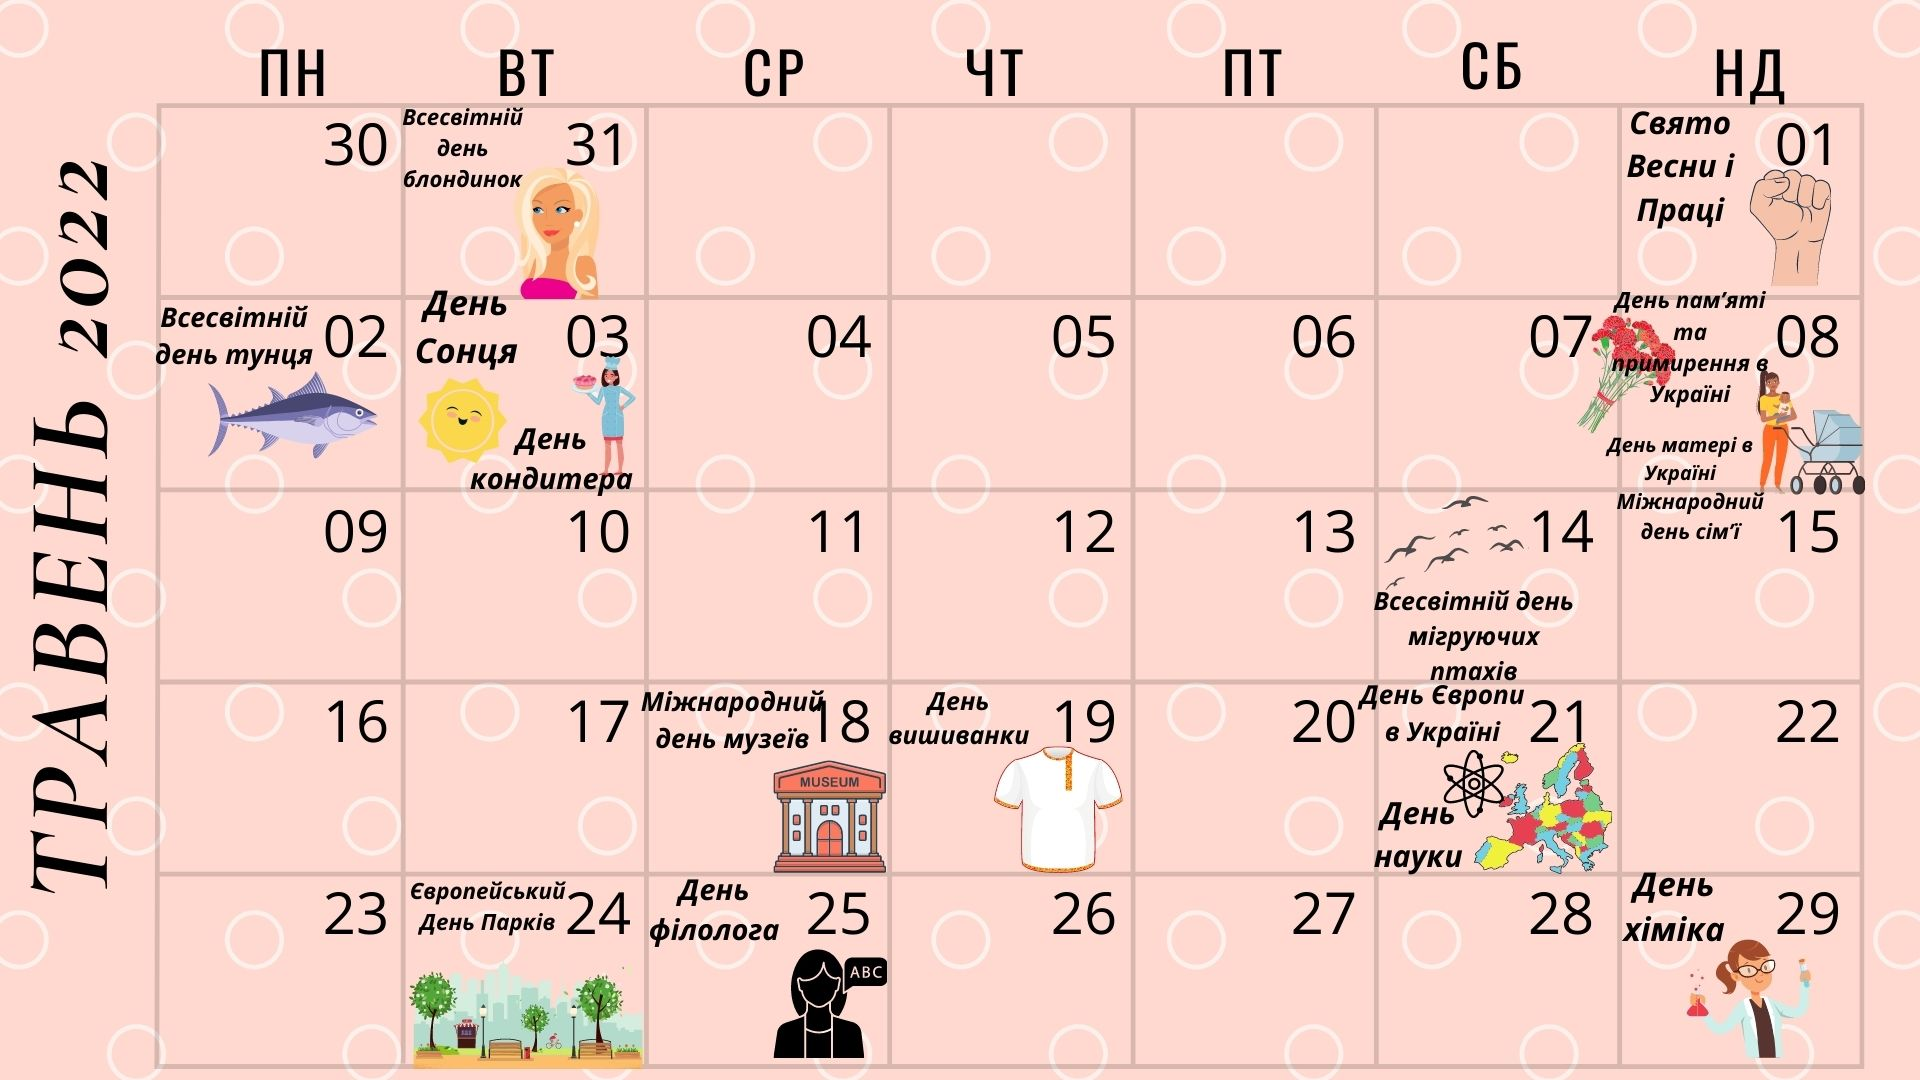 ТРАВЕНЬ 2022
ПН ВТ СР ЧТ ПТ СБ НД
30
Всесвітній
день
блондинок
31
Свято
Весни і
Праці
01
Всесвітній
день тунця
02
День
Сонця
03
День
кондитера
04
05
06
07
День пам’яті
та
примирення в
Україні
08
День матері в
Україні
09
10
11
12
13
14
Всесвітній день
мігруючих
птахів
Міжнародний
день сім’ї
15
16
17
Міжнародний
день музеїв
18
MUSEUM
День
вишиванки
19
20
День Європи
в Україні
21
День
науки
22
23
Європейський
День Парків
24
День
філолога
25
ABC
26
27
28
День
хіміка
29